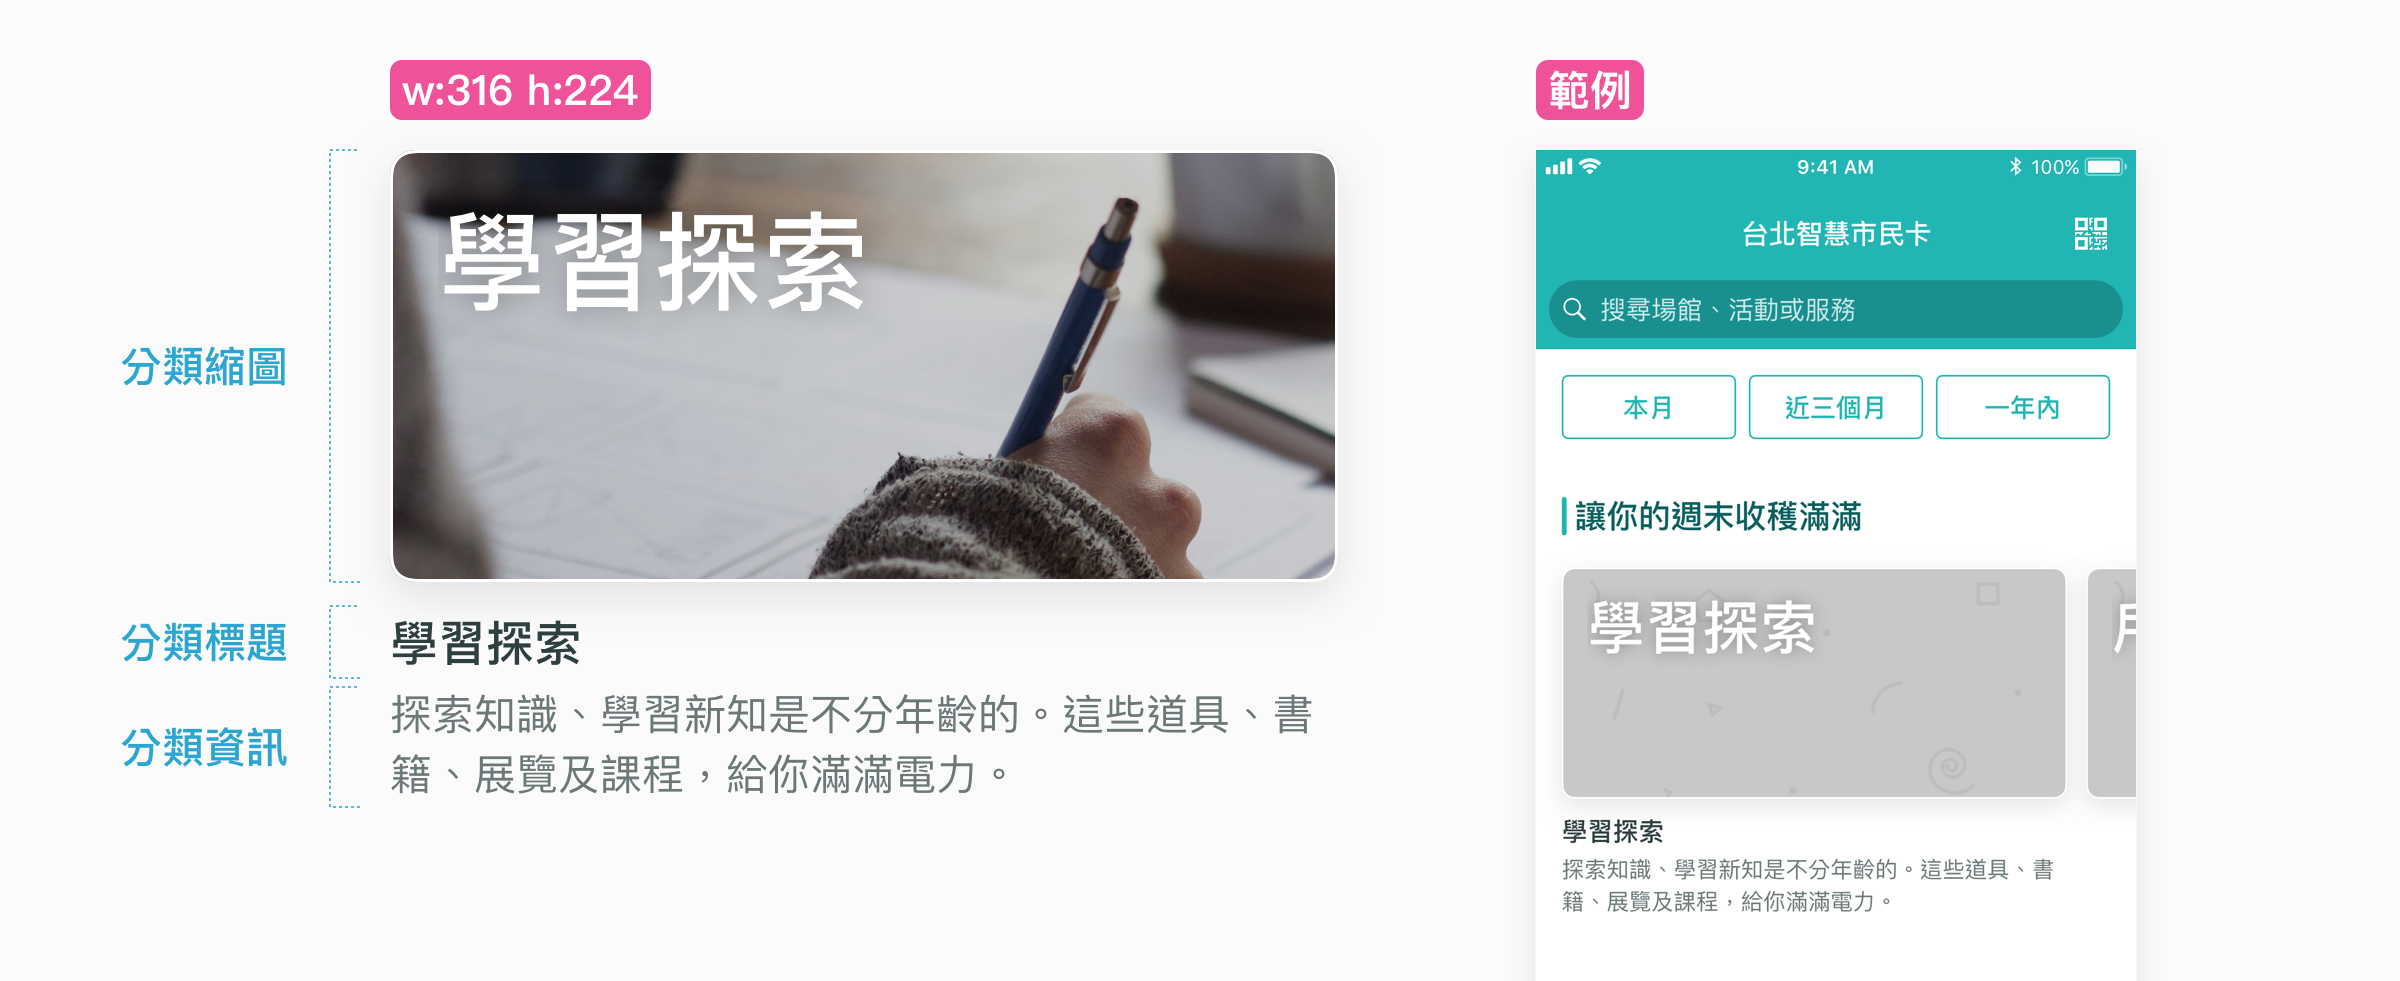 w:316 h:224
學習探索
分類縮圖
分類標題
學習探索
分類資訊
探索知識、學習新知是不分年齡的。這些道具、書
籍、展覽及課程，給你滿滿電力。
範例
9:41 AM
100%
台北智慧市民卡
搜尋場館、活動或服務
本月
近三個月
一年內
讓你的週末收穫滿滿
學習探索
學習探索
探索知識、學習新知是不分年齡的。這些道具、書
籍、展覽及課程，給你滿滿電力。